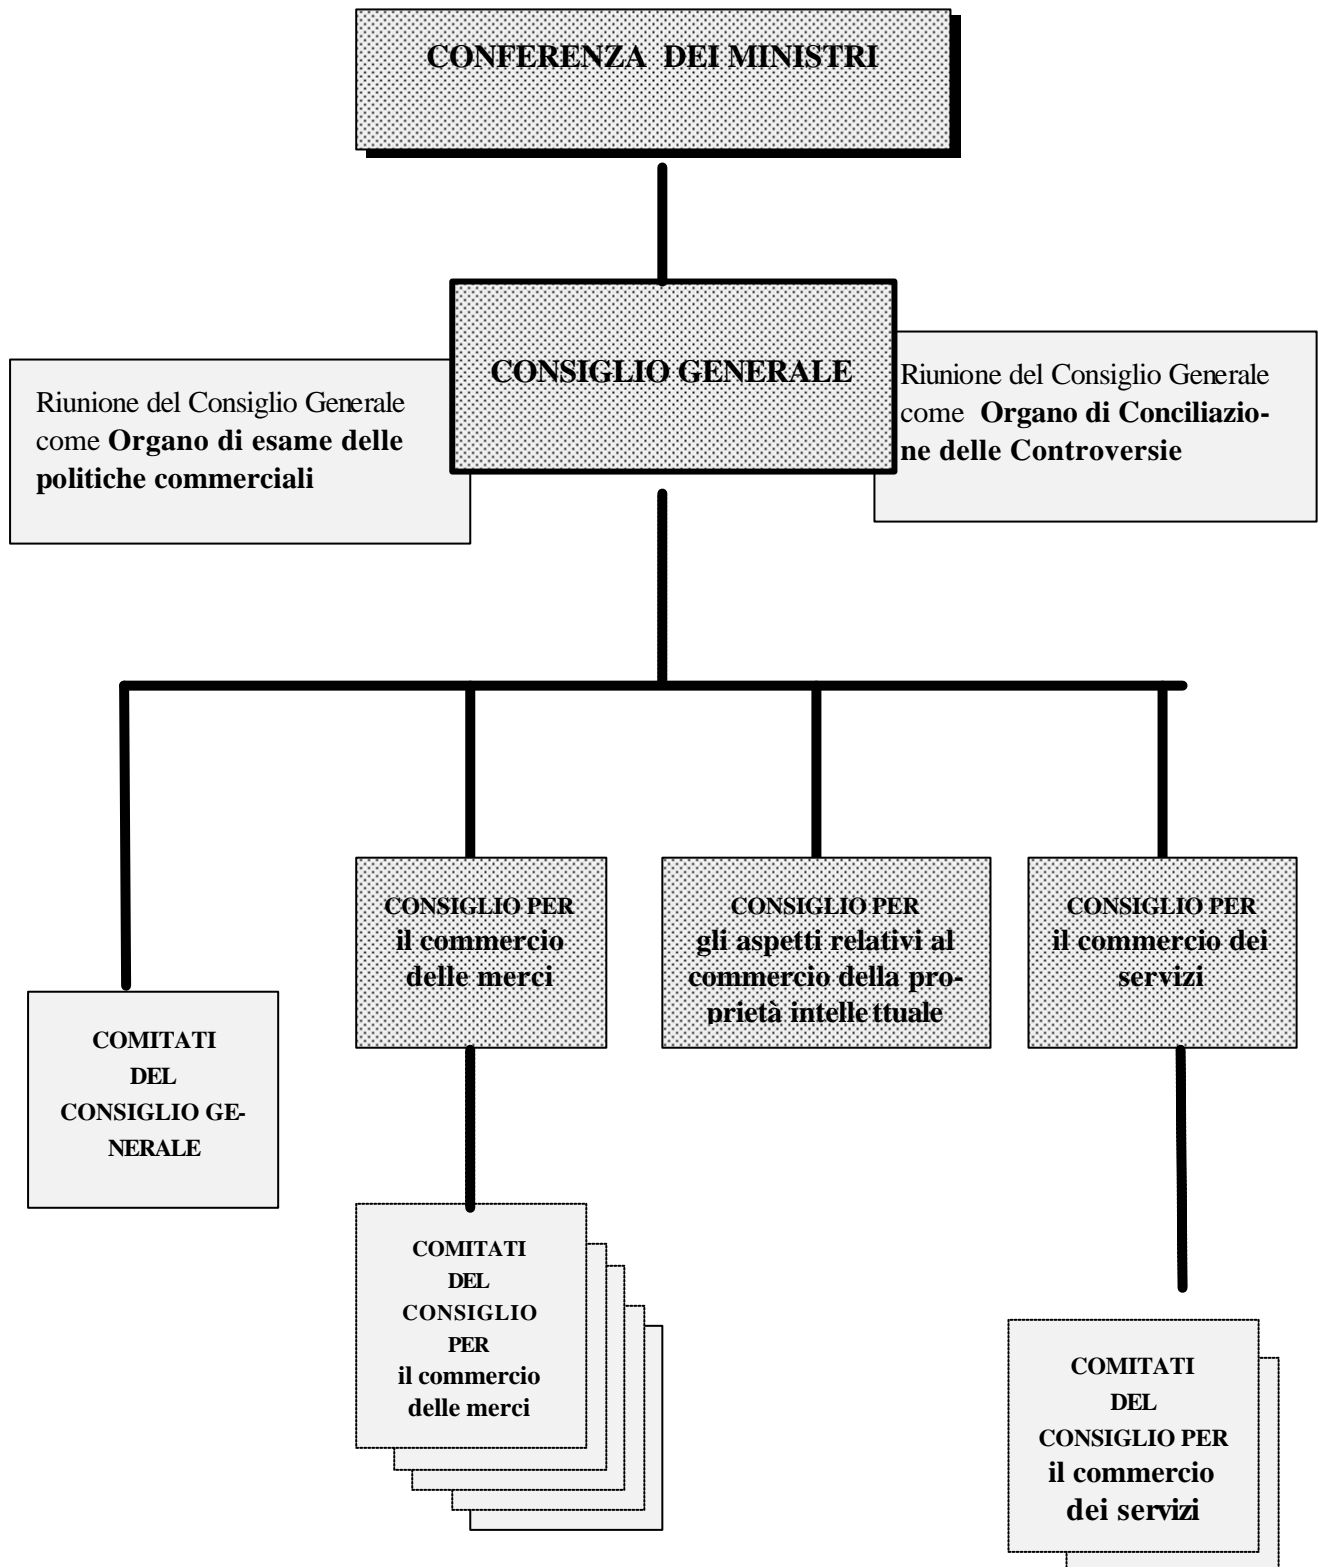 CONFERENZA DEI MINISTRI
CONSIGLIO GENERALE
Riunione del Consiglio Generale
come Organo di esame delle
politiche commerciali
Riunione del Consiglio Generale
come Organo di Conciliazio-
ne delle Controversie
CONSIGLIO PER
il commercio
delle merci
CONSIGLIO PER
gli aspetti relativi al
commercio della pro-
prietà intellettuale
CONSIGLIO PER
il commercio dei
servizi
COMITATI
DEL
CONSIGLIO GE-
NERALE
COMITATI
DEL
CONSIGLIO
PER
il commercio
delle merci
COMITATI
DEL
CONSIGLIO PER
il commercio
dei servizi